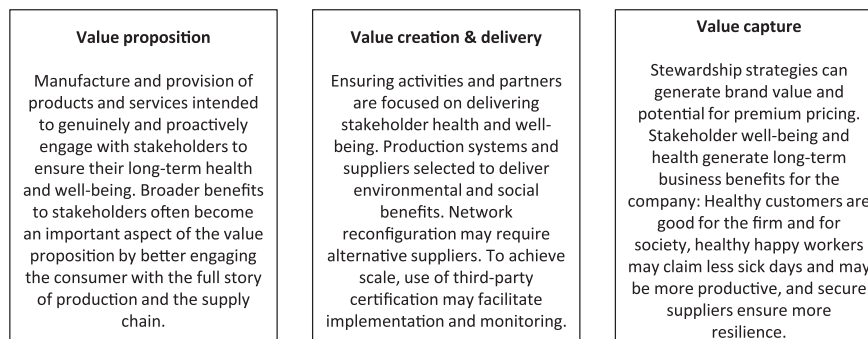 Value proposition
Manufacture and provision of
products and services intended
to genuinely and proactively
engage with stakeholders to
ensure their long-term health
and well-being. Broader benefits
to stakeholders often become
an important aspect of the value
proposition by better engaging
the consumer with the full story
of production and the supply
chain.
Value creation & delivery
Ensuring activities and partners
are focused on delivering
stakeholder health and well-
being. Production systems and
suppliers selected to deliver
environmental and social
benefits. Network
reconfiguration may require
alternative suppliers. To achieve
scale, use of third-party
certification may facilitate
implementation and monitoring.
Value capture
Stewardship strategies can
generate brand value and
potential for premium pricing.
Stakeholder well-being and
health generate long-term
business benefits for the
company: Healthy customers are
good for the firm and for
society, healthy happy workers
may claim less sick days and may
be more productive, and secure
suppliers ensure more
resilience.